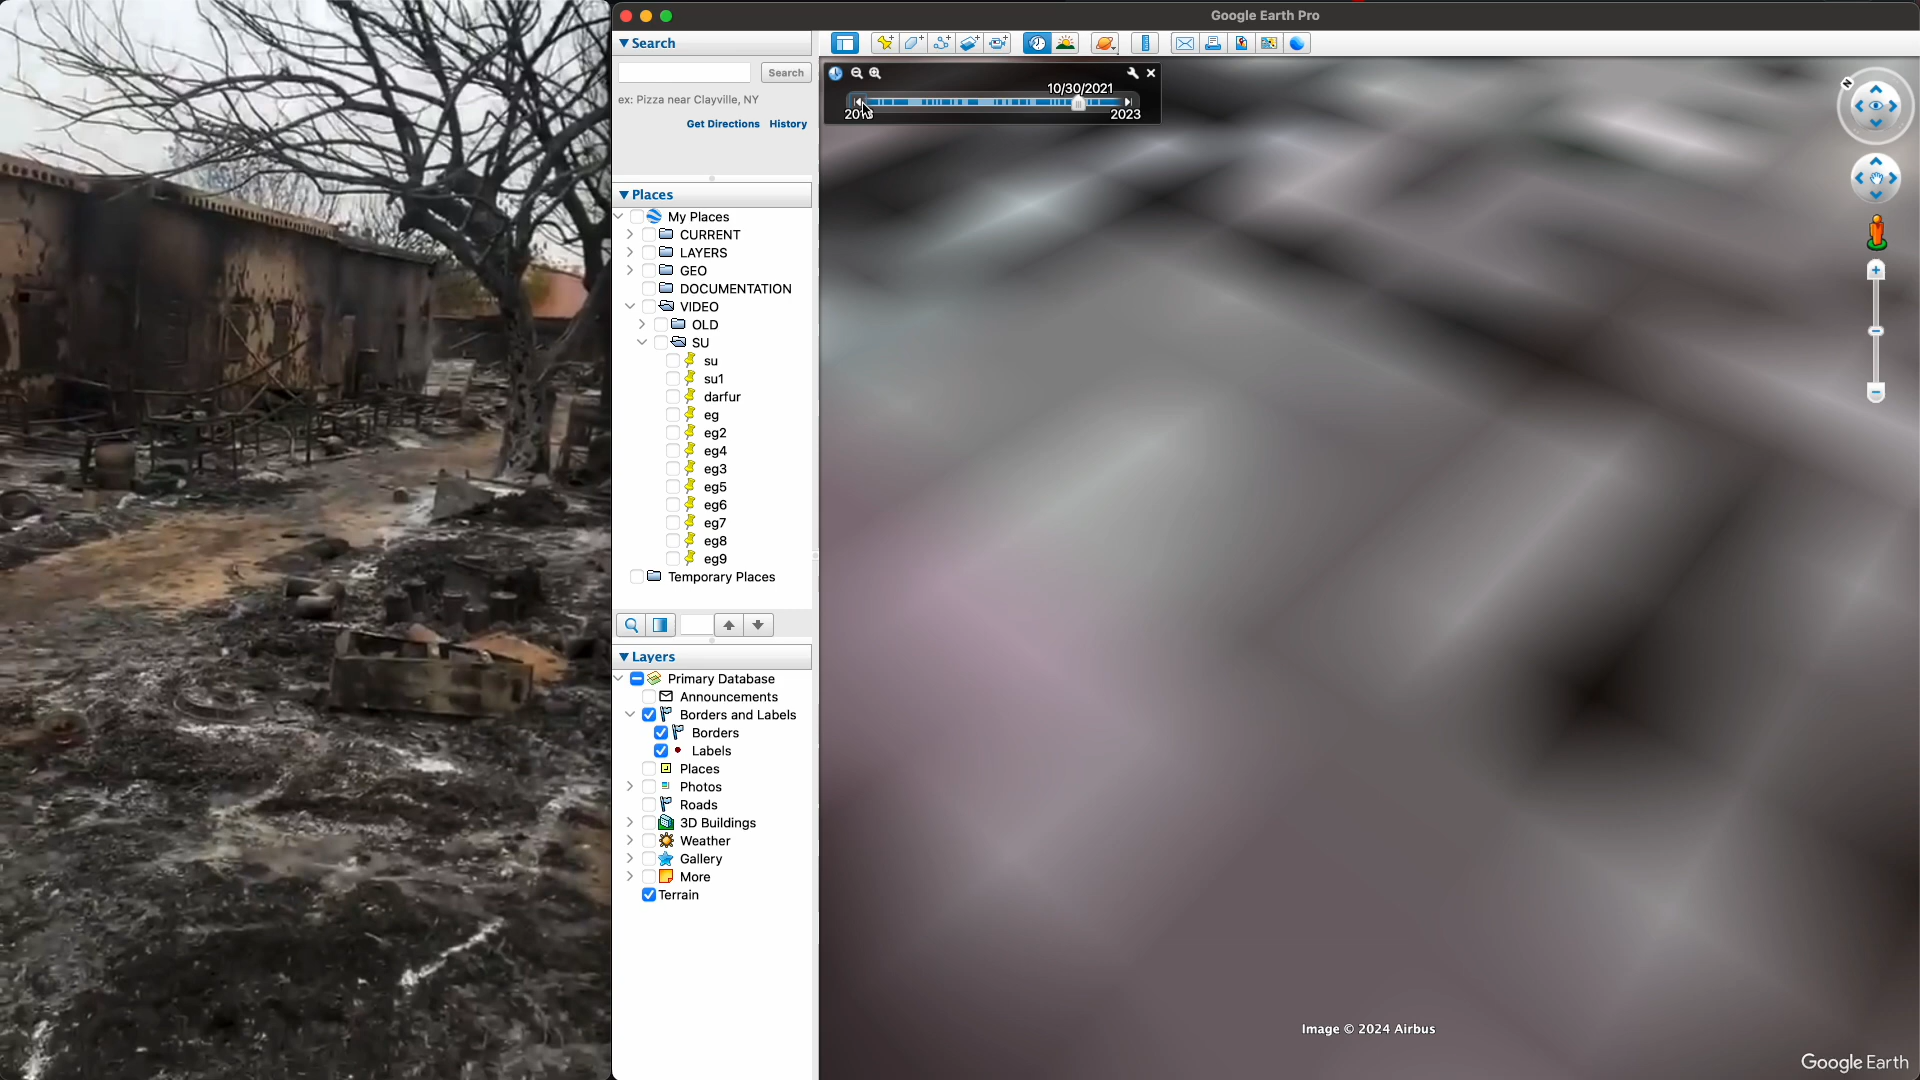 Google Earth Pro
Search
Search
ex: Pizza near Clayville, NY
Get Directions History
Places
My Places
CURRENT
LAYERS
GEO
DOCUMENTATION
VIDEO
OLD
SU
su
su1
darfur
eg
eg2
eg4
eg3
eg5
eg6
eg7
eg8
eg9
Temporary Places
Layers
Primary Database
Announcements
Borders and Labels
Borders
Labels
Places
Photos
Roads
3D Buildings
Weather
Gallery
More
Terrain
10/30/2021
2023
N
Image © 2024 Airbus
Google Earth